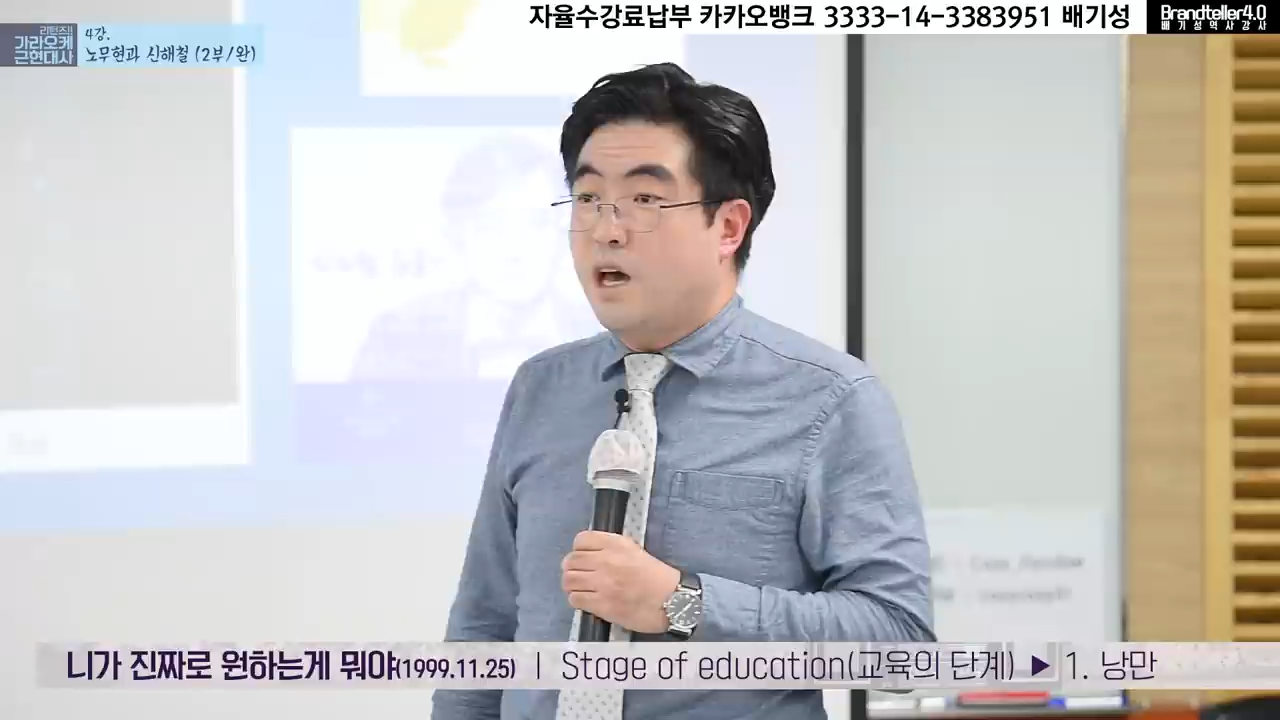 리턴즈!!
가라오케
근현대사
4강.
노무현과 신해철 (2부/완)
자율수강료납부 카카오뱅크 3333-14-3383951 배기성
Brandteller4.0
배기성역사강사
니가 진짜로 원하는게 뭐야(1999.11.25) | Stage of education(교육의 단계) ▶ 1. 낭만